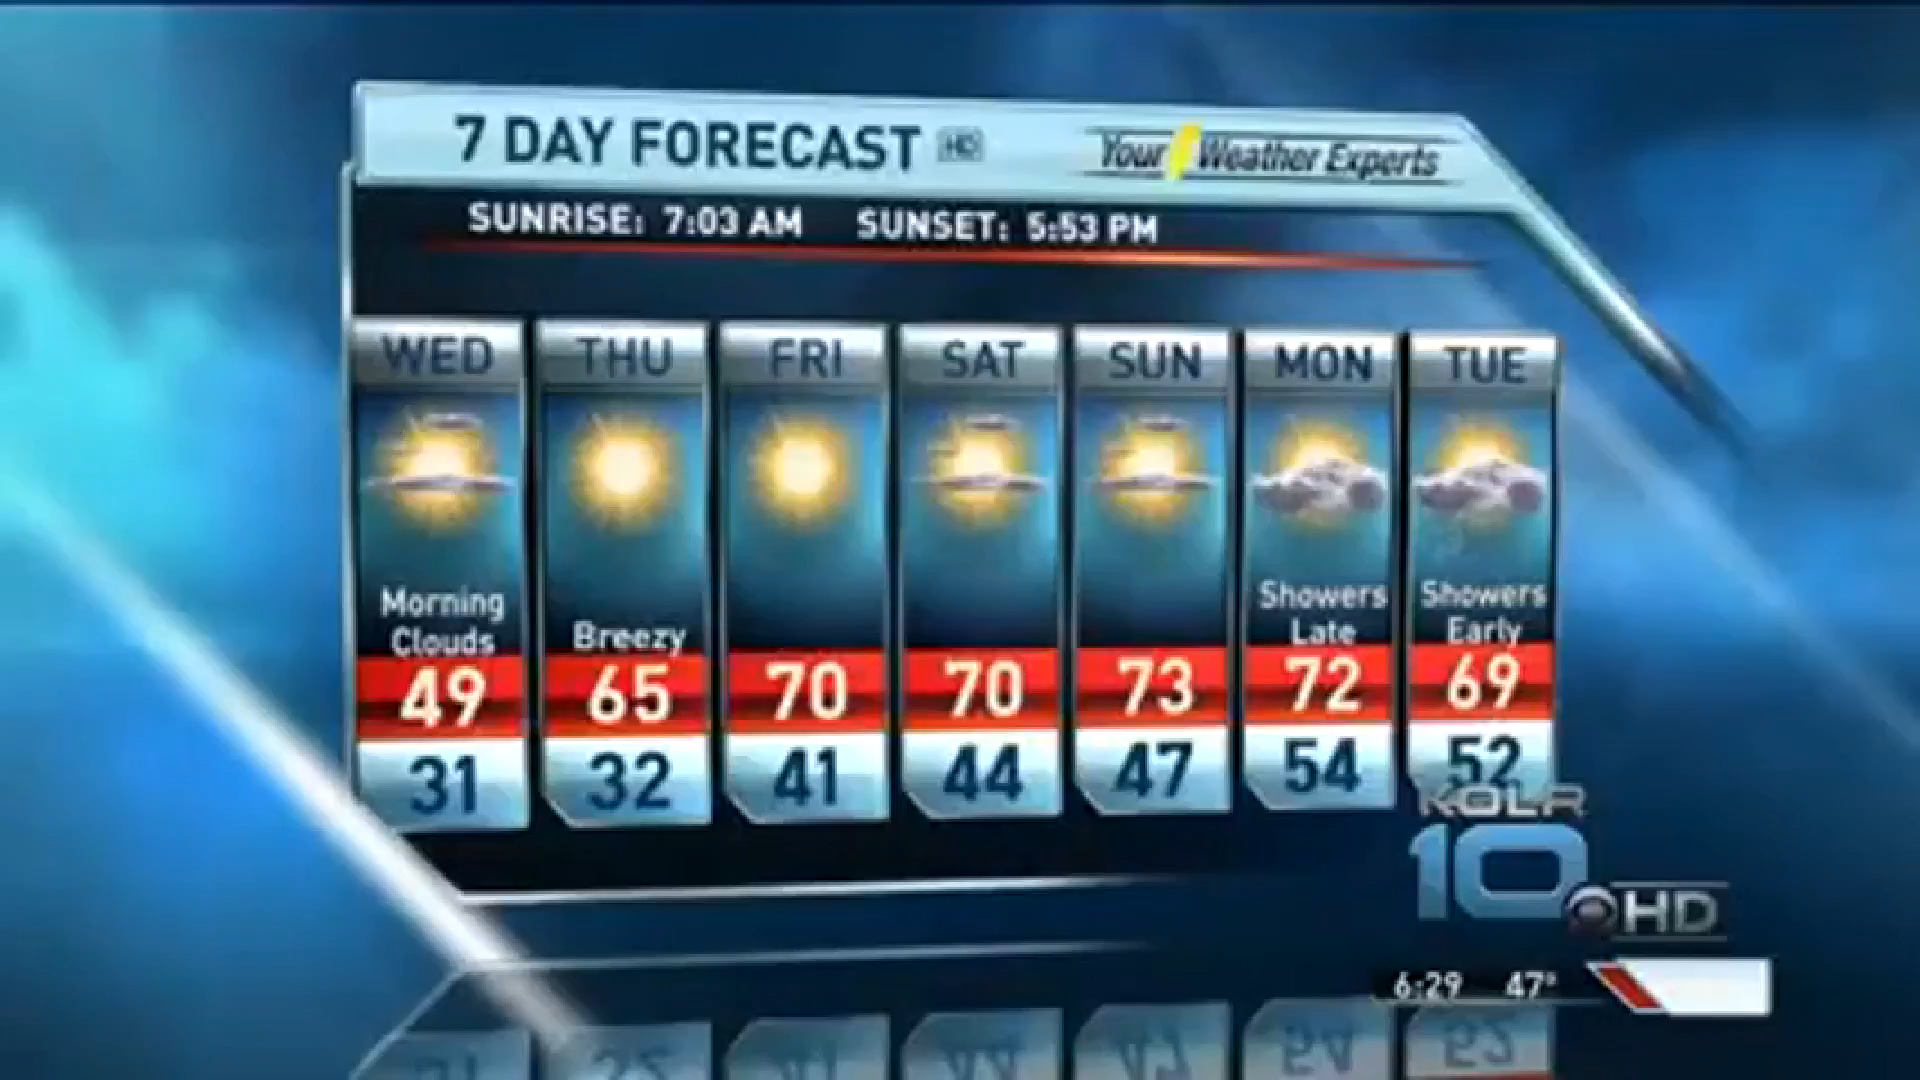 7 DAY FORECAST HD
Your Weather Experts
SUNRISE: 7:03 AM SUNSET: 5:53 PM
WED THU FRI SAT SUN MON TUE
Morning Clouds
Breezy
Showers Late
Showers Early
49 65 70 70 73 72 69
31 32 41 44 47 54 52
KOLR
10
HD
6:29 47°